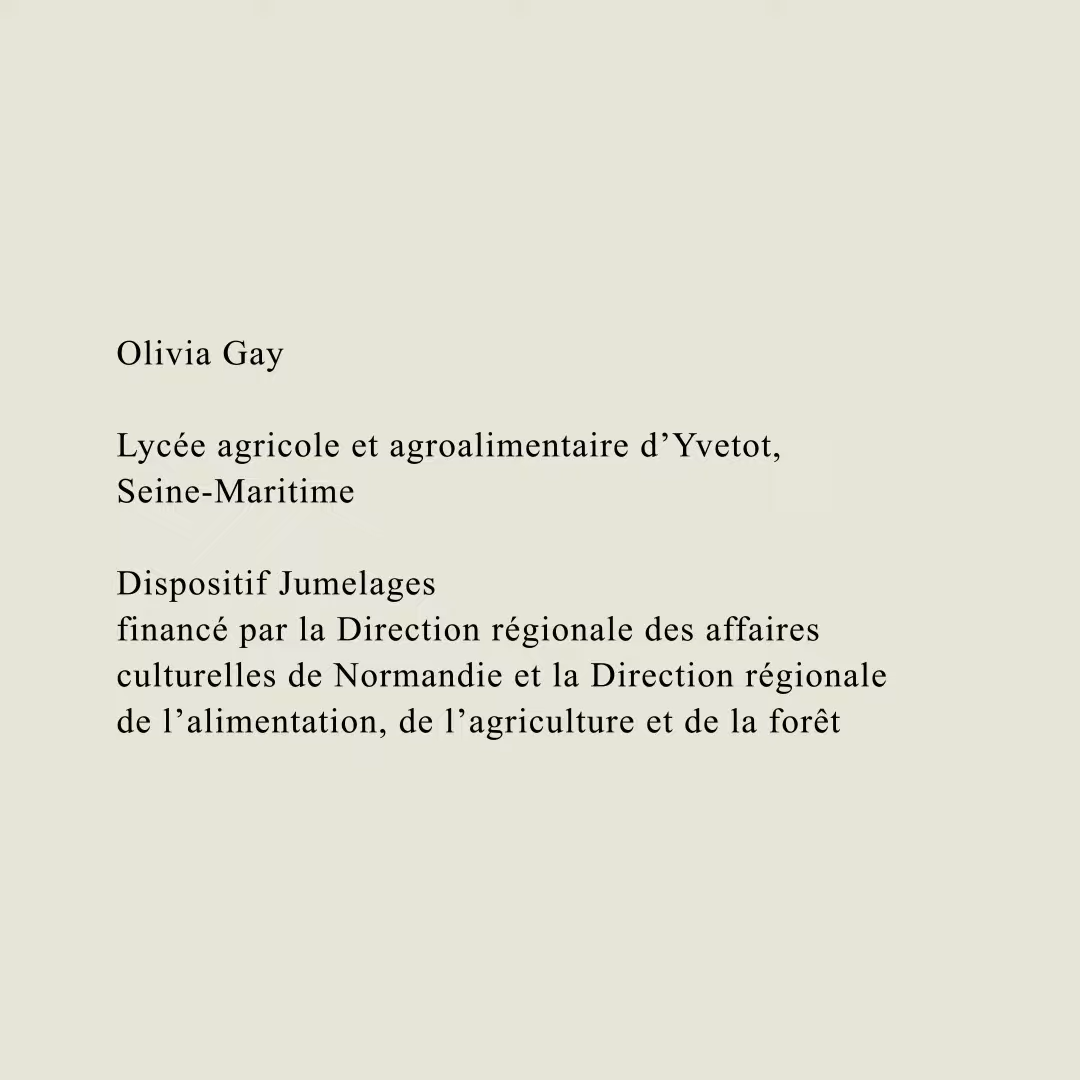 Olivia Gay
Lycée agricole et agroalimentaire d’Yvetot,
Seine-Maritime
Dispositif Jumelages
financé par la Direction régionale des affaires
culturelles de Normandie et la Direction régionale
de l’alimentation, de l’agriculture et de la forêt